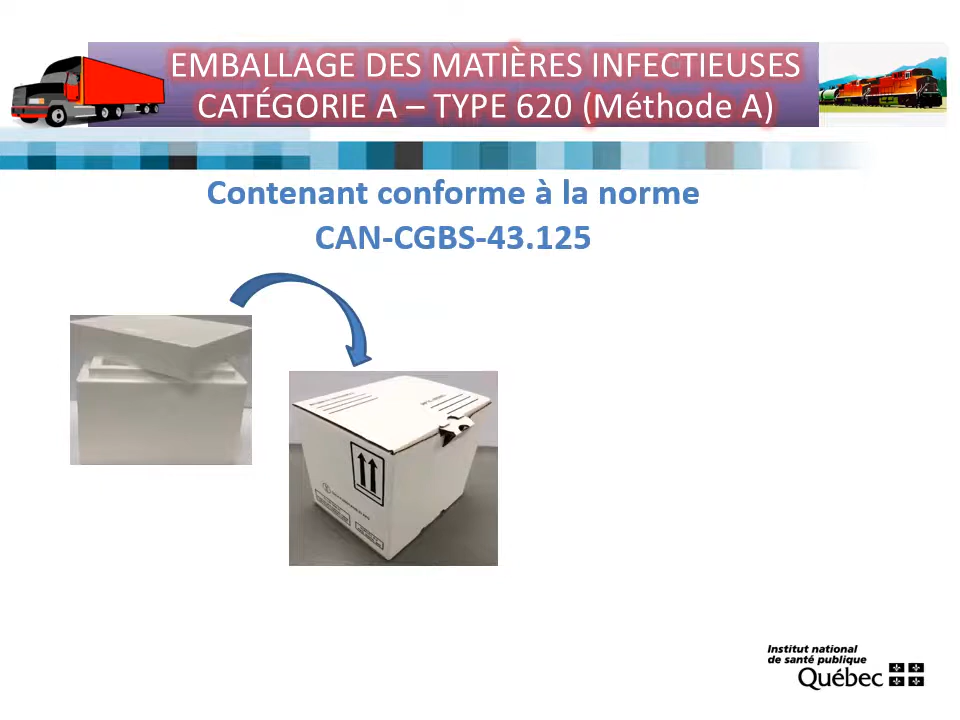 EMBALLAGE DES MATIÈRES INFECTIEUSES
CATÉGORIE A – TYPE 620 (Méthode A)
Contenant conforme à la norme
CAN-CGBS-43.125
Institut national
de santé publique
Québec